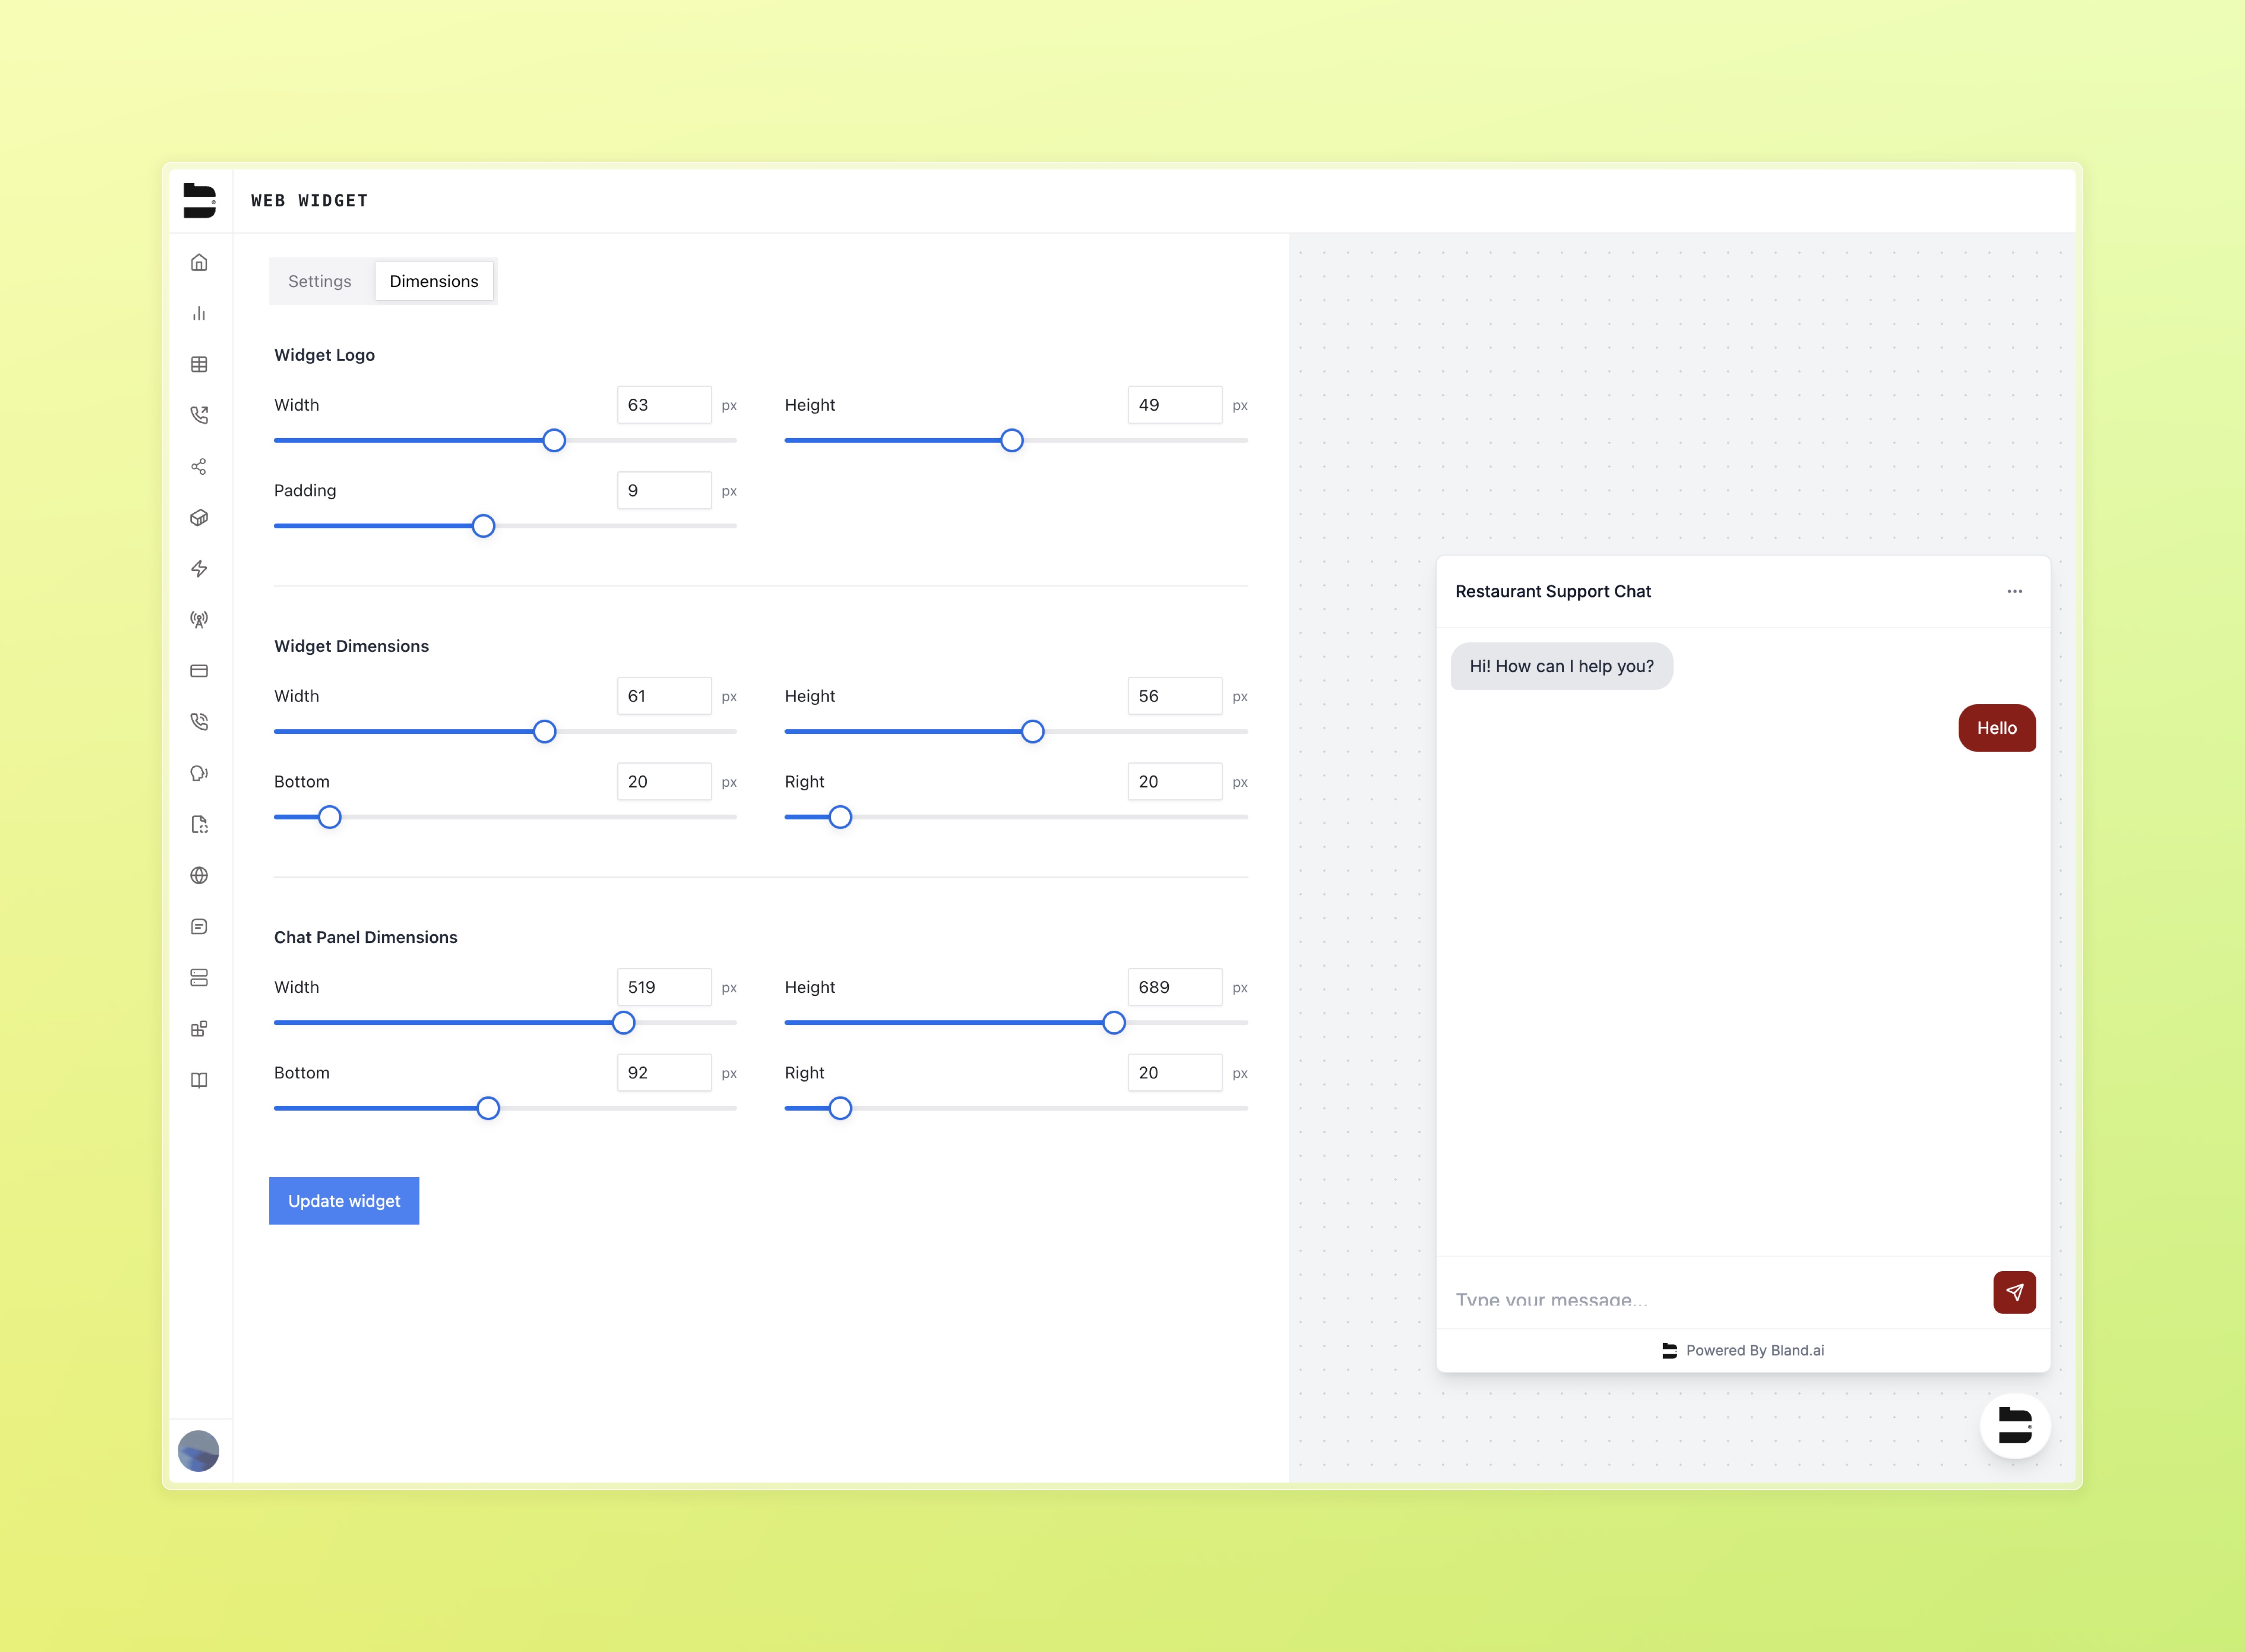 WEB WIDGET
Settings
Dimensions
Widget Logo
Width 63 px
Height 49 px
Padding 9 px
Widget Dimensions
Width 61 px
Height 56 px
Bottom 20 px
Right 20 px
Chat Panel Dimensions
Width 519 px
Height 689 px
Bottom 92 px
Right 20 px
Update widget
Restaurant Support Chat
Hi! How can I help you?
Hello
Type your message...
Powered By Bland.ai